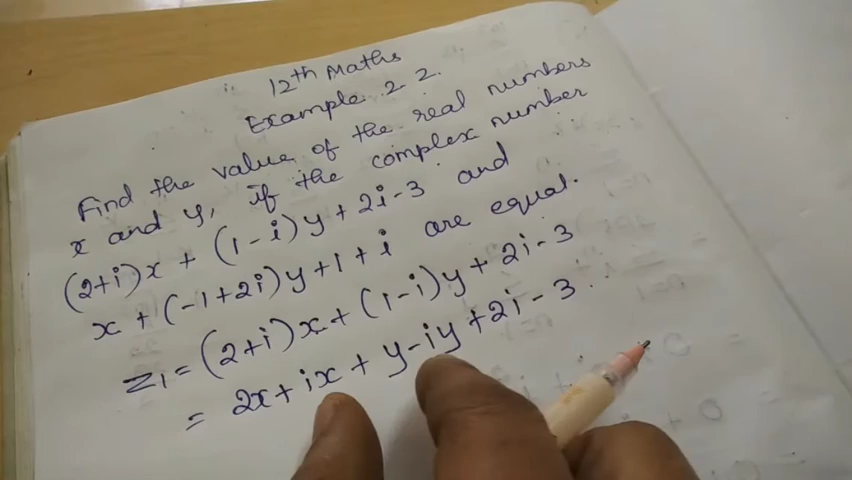 12th Maths
Example 2.2.
Find the value of the real numbers
x and y, if the complex number
(2+i)x + (1-i)y + 2i-3 and
x + (-1+2i)y + 1 + i are equal.
z1 = (2+i)x + (1-i)y + 2i-3
= 2x + ix + y - iy + 2i - 3